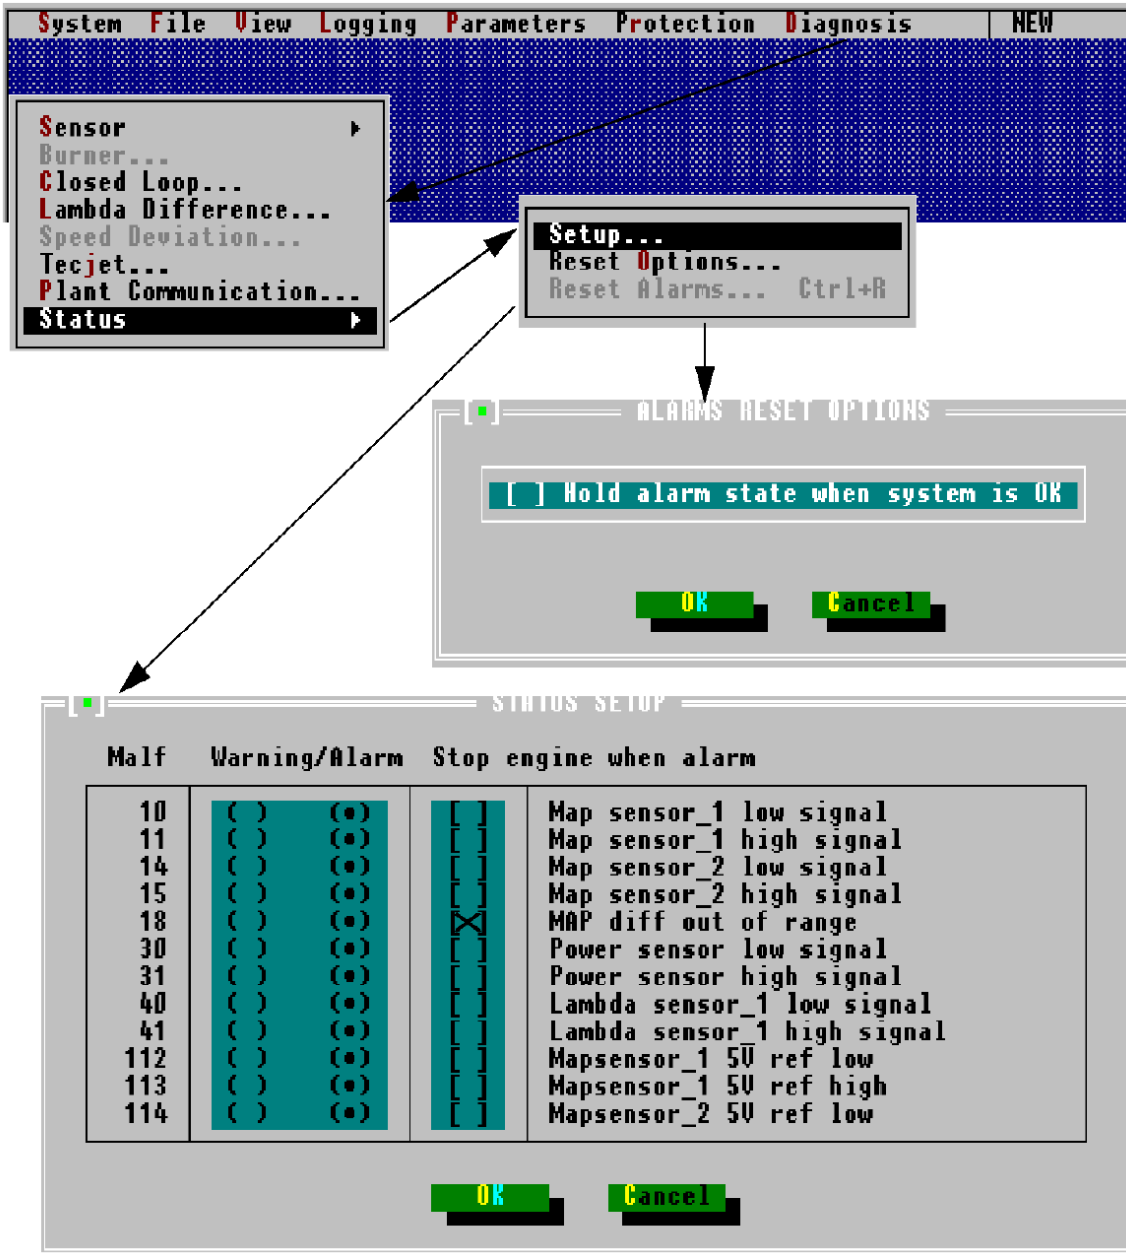 System File View Logging Parameters Protection Diagnosis NEW
Sensor
Burner...
Closed Loop...
Lambda Difference...
Speed Deviation...
Tecjet...
Plant Communication...
Status
Setup...
Reset Options...
Reset Alarms... Ctrl+R
ALARMS RESET OPTIONS
[ ] Hold alarm state when system is OK
OK Cancel
STATUS SETUP
Malf Warning/Alarm Stop engine when alarm
10 ( ) (•) [ ] Map sensor_1 low signal
11 ( ) (•) [ ] Map sensor_1 high signal
14 ( ) (•) [ ] Map sensor_2 low signal
15 ( ) (•) [ ] Map sensor_2 high signal
18 ( ) (•) [X] MAP diff out of range
30 ( ) (•) [ ] Power sensor low signal
31 ( ) (•) [ ] Power sensor high signal
40 ( ) (•) [ ] Lambda sensor_1 low signal
41 ( ) (•) [ ] Lambda sensor_1 high signal
112 ( ) (•) [ ] Mapsensor_1 5V ref low
113 ( ) (•) [ ] Mapsensor_1 5V ref high
114 ( ) (•) [ ] Mapsensor_2 5V ref low
OK Cancel